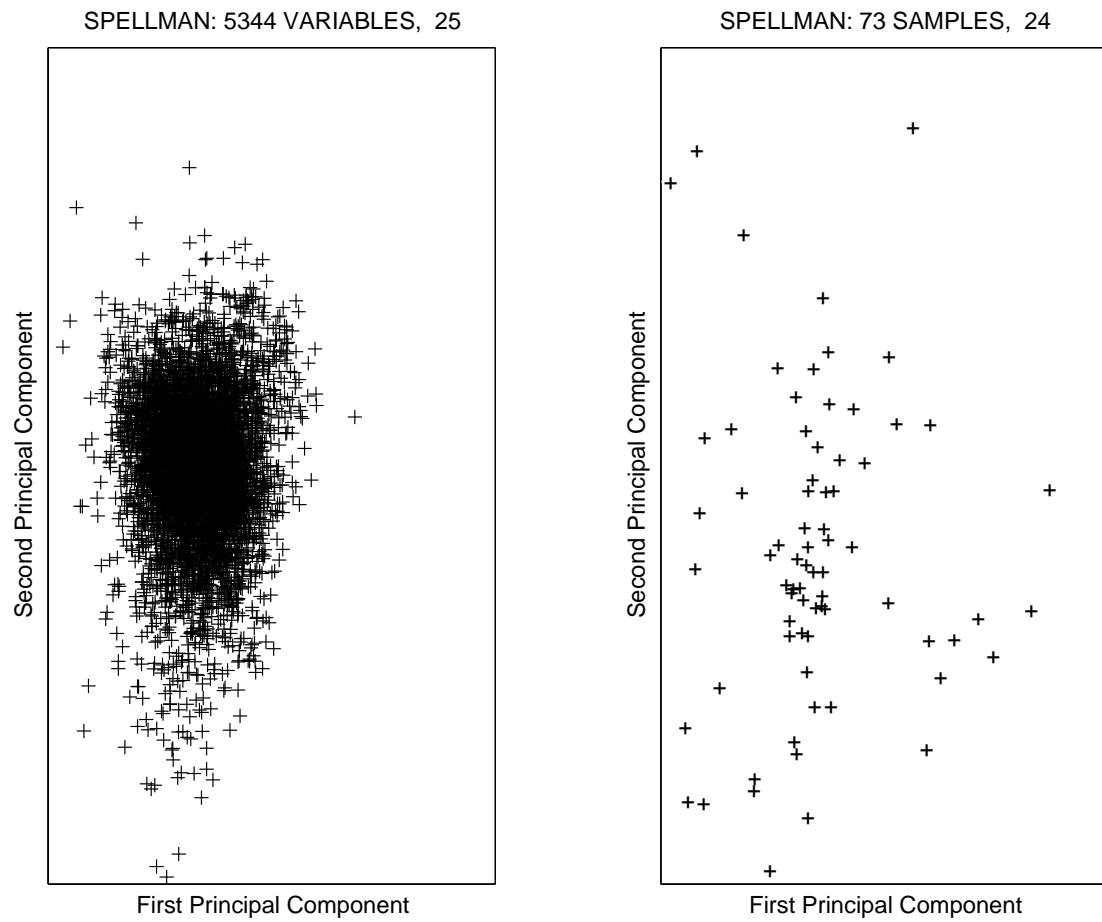 SPELLMAN: 5344 VARIABLES, 25
Second Principal Component
First Principal Component
SPELLMAN: 73 SAMPLES, 24
Second Principal Component
First Principal Component